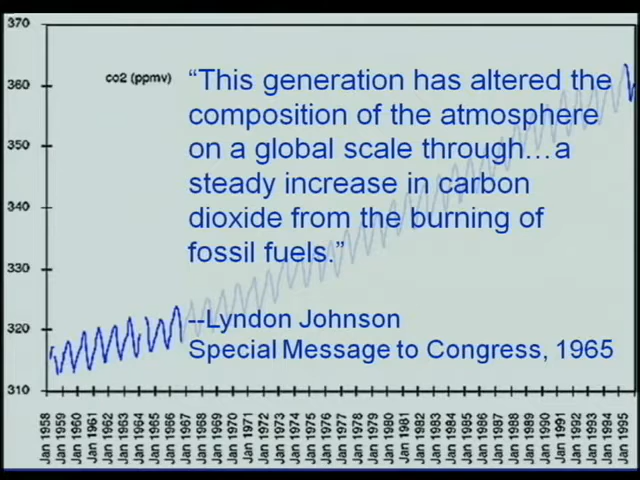 370
360
350
340
330
320
310
co2 (ppmv)
“This generation has altered the
composition of the atmosphere
on a global scale through…a
steady increase in carbon
dioxide from the burning of
fossil fuels.”
--Lyndon Johnson
Special Message to Congress, 1965
Jan 1958
Jan 1959
Jan 1960
Jan 1961
Jan 1962
Jan 1963
Jan 1964
Jan 1965
Jan 1966
Jan 1967
Jan 1968
Jan 1969
Jan 1970
Jan 1971
Jan 1972
Jan 1973
Jan 1974
Jan 1975
Jan 1976
Jan 1977
Jan 1978
Jan 1979
Jan 1980
Jan 1981
Jan 1982
Jan 1983
Jan 1984
Jan 1985
Jan 1986
Jan 1987
Jan 1988
Jan 1989
Jan 1990
Jan 1991
Jan 1992
Jan 1993
Jan 1994
Jan 1995